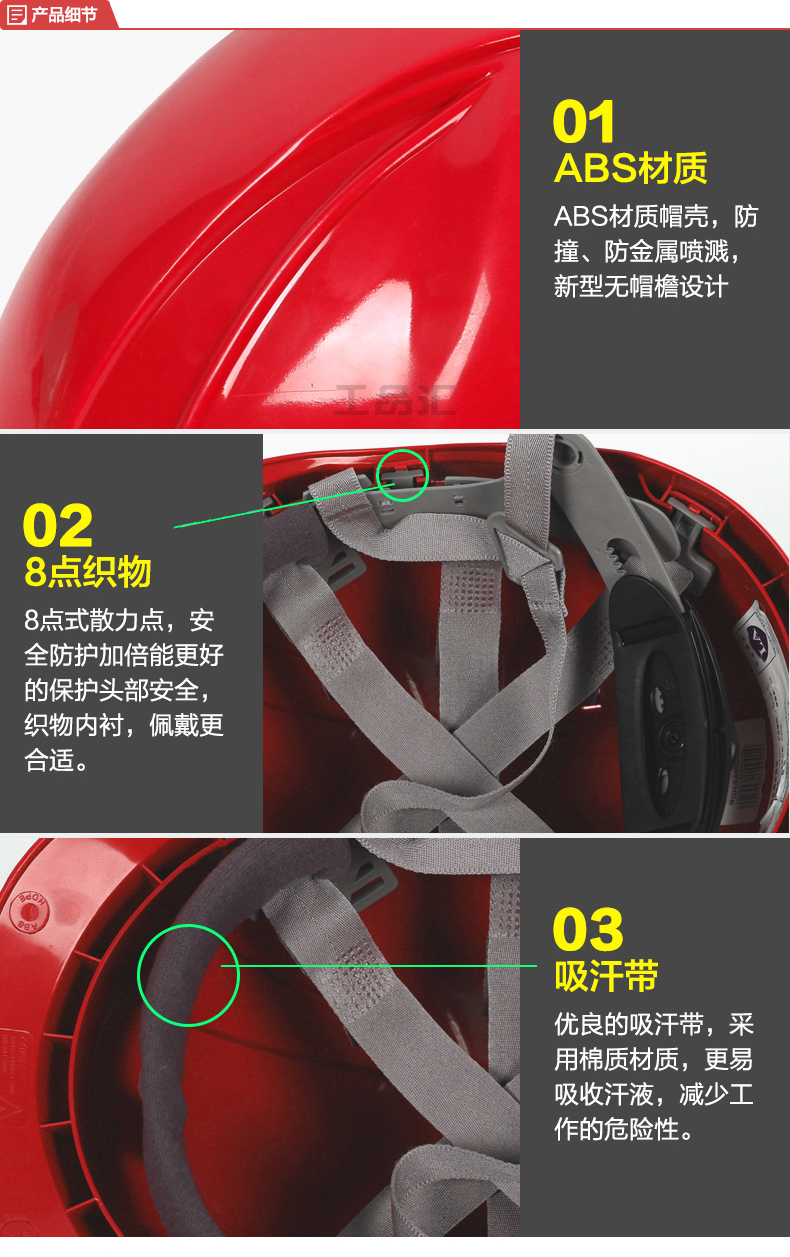 产品细节
01
ABS材质
ABS材质帽壳，防
撞、防金属喷溅，
新型无帽檐设计
工品汇
02
8点织物
8点式散力点，安
全防护加倍能更好
的保护头部安全，
织物内衬，佩戴更
合适。
ABS
HDPE
03
吸汗带
优良的吸汗带，采
用棉质材质，更易
吸收汗液，减少工
作的危险性。